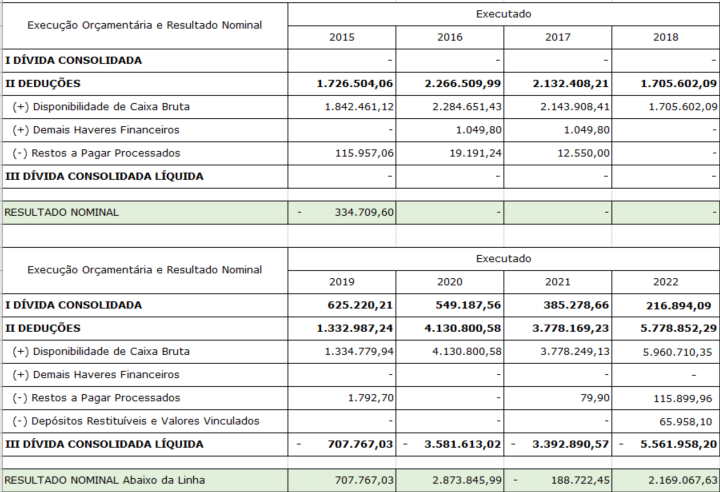 Execução Orçamentária e Resultado Nominal Executado
2015 2016 2017 2018
I DÍVIDA CONSOLIDADA - - - -
II DEDUÇÕES 1.726.504,06 2.266.509,99 2.132.408,21 1.705.602,09
(+) Disponibilidade de Caixa Bruta 1.842.461,12 2.284.651,43 2.143.908,41 1.705.602,09
(+) Demais Haveres Financeiros - 1.049,80 1.049,80 -
(-) Restos a Pagar Processados 115.957,06 19.191,24 12.550,00 -
III DÍVIDA CONSOLIDADA LÍQUIDA - - - -
RESULTADO NOMINAL - 334.709,60 - - -
Execução Orçamentária e Resultado Nominal Executado
2019 2020 2021 2022
I DÍVIDA CONSOLIDADA 625.220,21 549.187,56 385.278,66 216.894,09
II DEDUÇÕES 1.332.987,24 4.130.800,58 3.778.169,23 5.778.852,29
(+) Disponibilidade de Caixa Bruta 1.334.779,94 4.130.800,58 3.778.249,13 5.960.710,35
(+) Demais Haveres Financeiros - - - -
(-) Restos a Pagar Processados 1.792,70 - 79,90 115.899,96
(-) Depósitos Restituíveis e Valores Vinculados - - - 65.958,10
III DÍVIDA CONSOLIDADA LÍQUIDA - 707.767,03 - 3.581.613,02 - 3.392.890,57 - 5.561.958,20
RESULTADO NOMINAL Abaixo da Linha 707.767,03 2.873.845,99 - 188.722,45 2.169.067,63